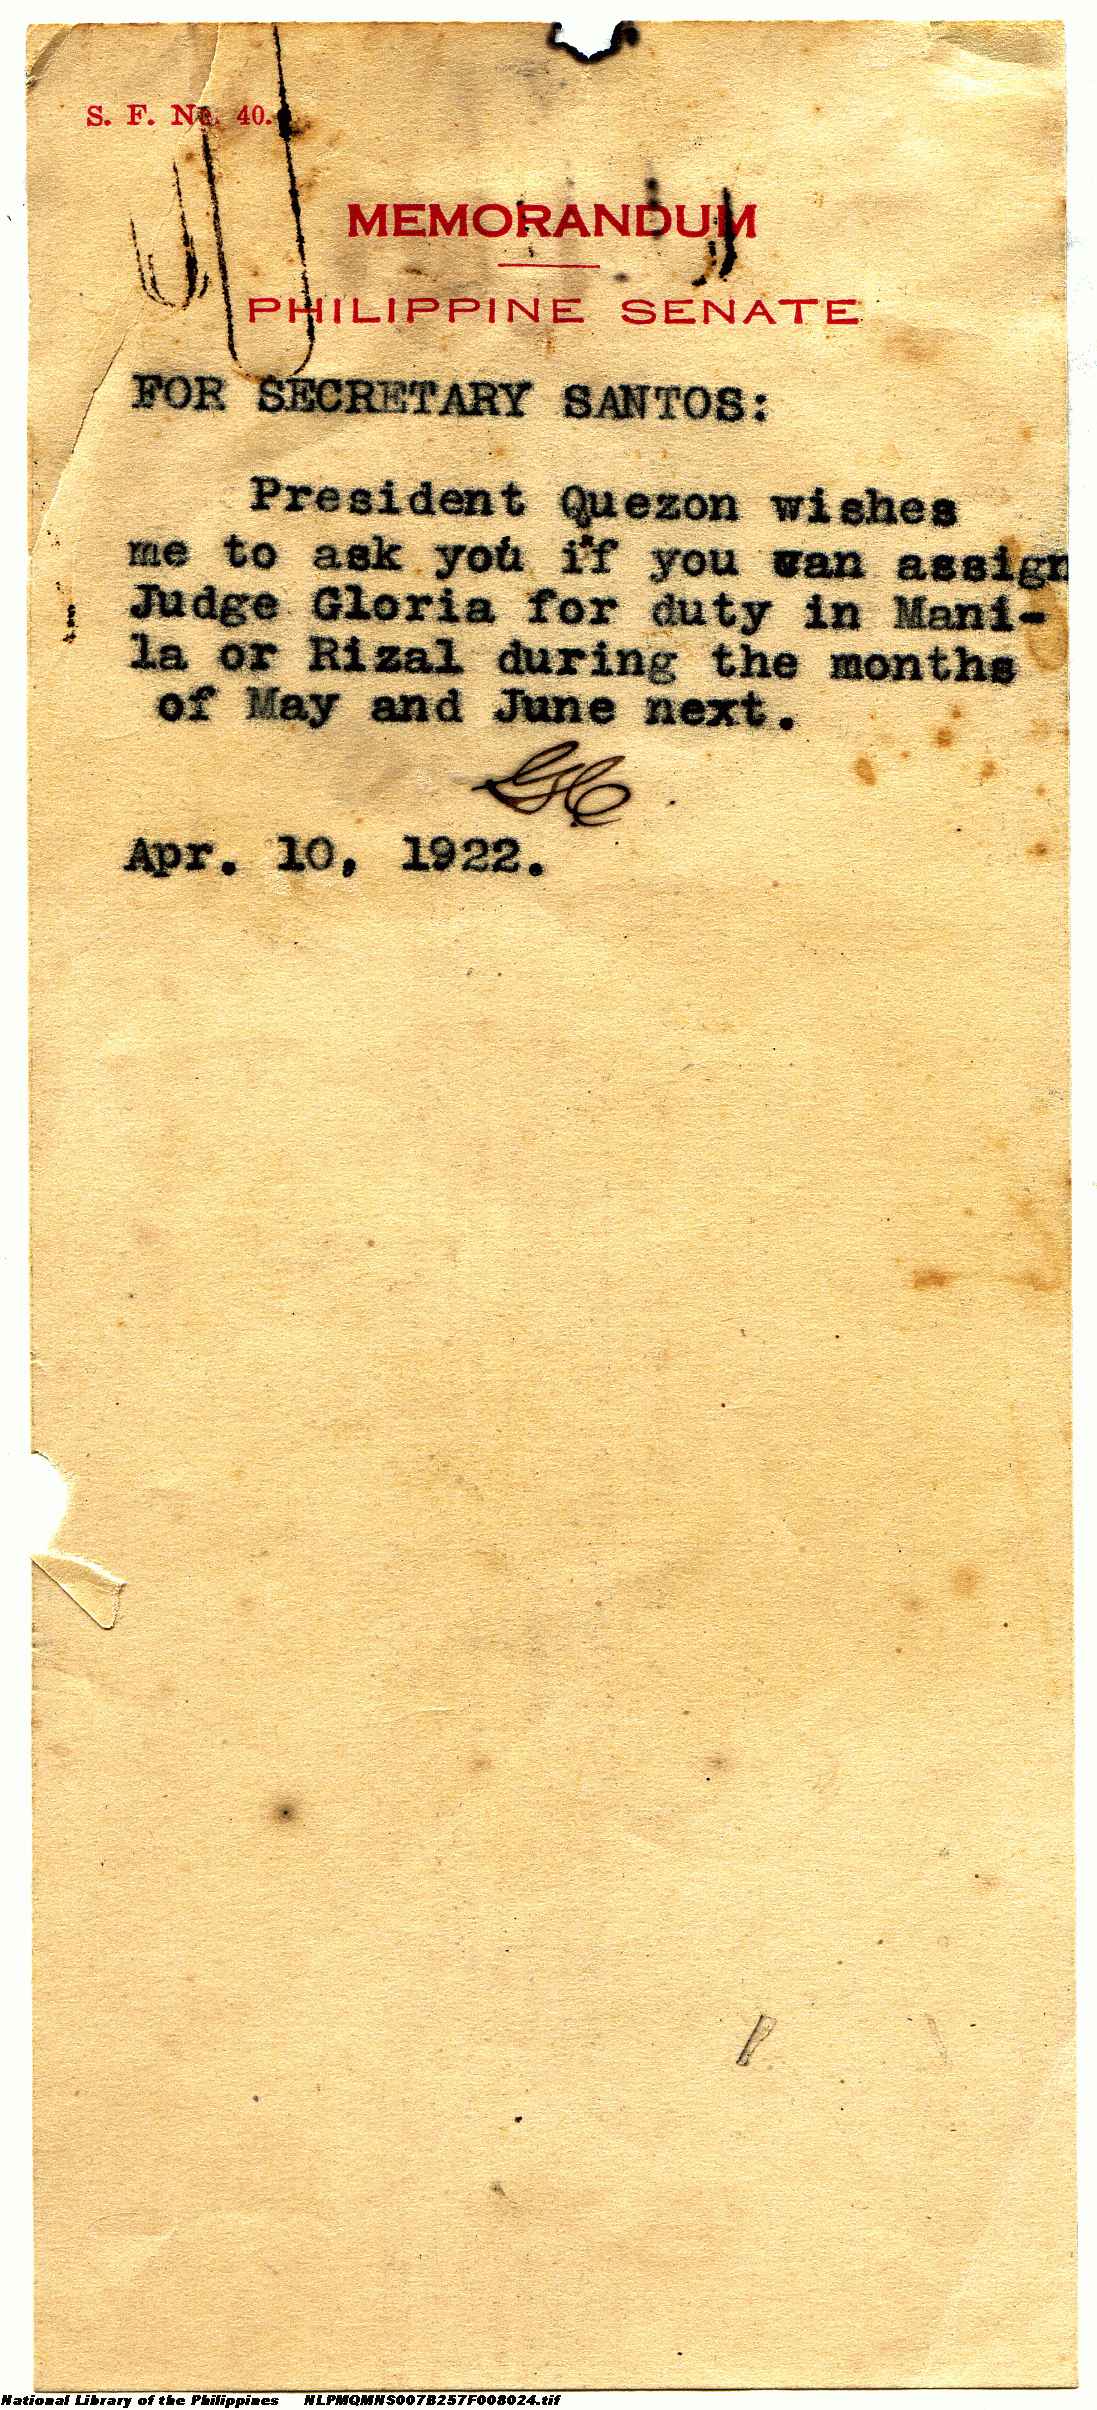 S. F. No. 40.
MEMORANDUM
PHILIPPINE SENATE
FOR SECRETARY SANTOS:
President Quezon wishes
me to ask you if you can assign
Judge Gloria for duty in Mani-
la or Rizal during the months
of May and June next.
Apr. 10, 1922.
National Library of the Philippines NLPMQMNS007B257F008024.tif